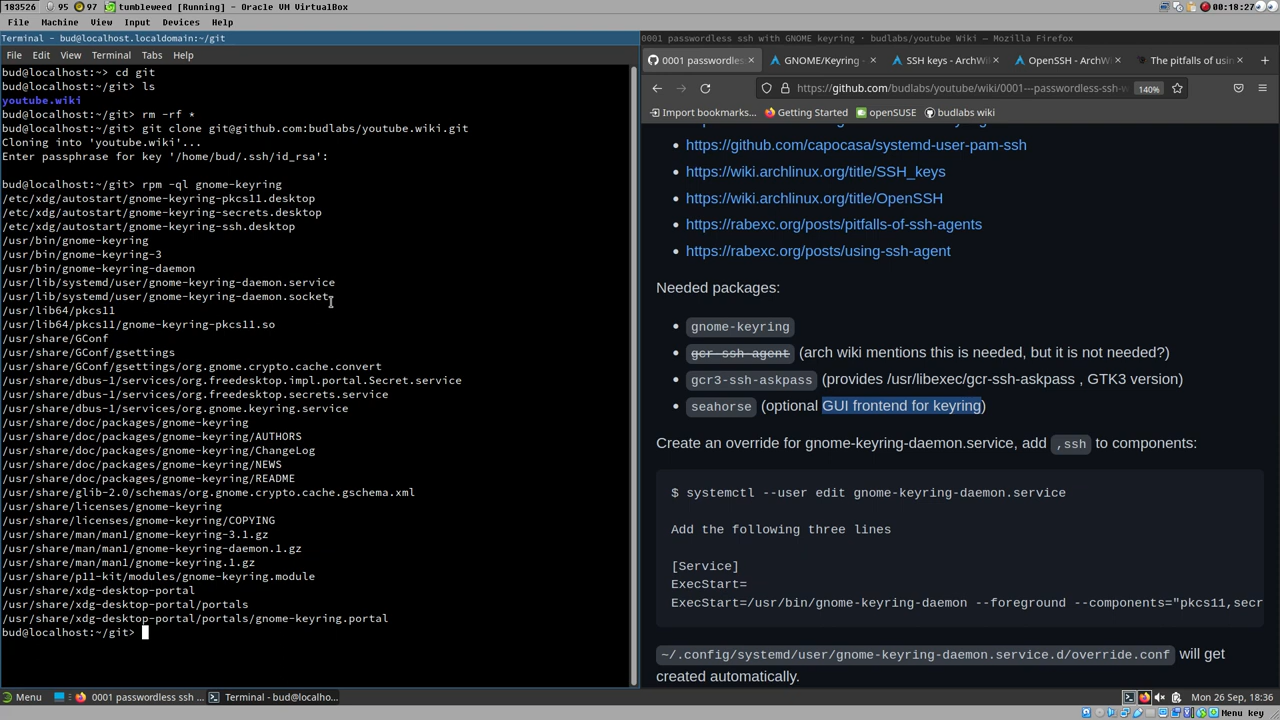 183526 95 97 tumbleweed [Running] - Oracle VM VirtualBox 00:18:27
File Machine View Input Devices Help
Terminal - bud@localhost.localdomain:~/git
File Edit View Terminal Tabs Help
bud@localhost:~> cd git
bud@localhost:~/git> ls
youtube.wiki
bud@localhost:~/git> rm -rf *
bud@localhost:~/git> git clone git@github.com:budlabs/youtube.wiki.git
Cloning into 'youtube.wiki'...
Enter passphrase for key '/home/bud/.ssh/id_rsa':
bud@localhost:~/git> rpm -ql gnome-keyring
/etc/xdg/autostart/gnome-keyring-pkcs11.desktop
/etc/xdg/autostart/gnome-keyring-secrets.desktop
/etc/xdg/autostart/gnome-keyring-ssh.desktop
/usr/bin/gnome-keyring
/usr/bin/gnome-keyring-3
/usr/bin/gnome-keyring-daemon
/usr/lib/systemd/user/gnome-keyring-daemon.service
/usr/lib/systemd/user/gnome-keyring-daemon.socket
/usr/lib64/pkcs11
/usr/lib64/pkcs11/gnome-keyring-pkcs11.so
/usr/share/GConf
/usr/share/GConf/gsettings
/usr/share/GConf/gsettings/org.gnome.crypto.cache.convert
/usr/share/dbus-1/services/org.freedesktop.impl.portal.Secret.service
/usr/share/dbus-1/services/org.freedesktop.secrets.service
/usr/share/dbus-1/services/org.gnome.keyring.service
/usr/share/doc/packages/gnome-keyring
/usr/share/doc/packages/gnome-keyring/AUTHORS
/usr/share/doc/packages/gnome-keyring/ChangeLog
/usr/share/doc/packages/gnome-keyring/NEWS
/usr/share/doc/packages/gnome-keyring/README
/usr/share/glib-2.0/schemas/org.gnome.crypto.cache.gschema.xml
/usr/share/licenses/gnome-keyring
/usr/share/licenses/gnome-keyring/COPYING
/usr/share/man/man1/gnome-keyring-3.1.gz
/usr/share/man/man1/gnome-keyring-daemon.1.gz
/usr/share/man/man1/gnome-keyring.1.gz
/usr/share/p11-kit/modules/gnome-keyring.module
/usr/share/xdg-desktop-portal
/usr/share/xdg-desktop-portal/portals
/usr/share/xdg-desktop-portal/portals/gnome-keyring.portal
bud@localhost:~/git>
0001 passwordless ssh with GNOME keyring · budlabs/youtube Wiki — Mozilla Firefox
0001 passwordless GNOME/Keyring - SSH keys - ArchWi OpenSSH - ArchW The pitfalls of usin
https://github.com/budlabs/youtube/wiki/0001---passwordless-ssh-w 140%
Import bookmarks... Getting Started openSUSE budlabs wiki
https://github.com/capocasa/systemd-user-pam-ssh
https://wiki.archlinux.org/title/SSH_keys
https://wiki.archlinux.org/title/OpenSSH
https://rabexc.org/posts/pitfalls-of-ssh-agents
https://rabexc.org/posts/using-ssh-agent
Needed packages:
gnome-keyring
gcr-ssh-agent (arch wiki mentions this is needed, but it is not needed?)
gcr3-ssh-askpass (provides /usr/libexec/gcr-ssh-askpass , GTK3 version)
seahorse (optional GUI frontend for keyring)
Create an override for gnome-keyring-daemon.service, add ,ssh to components:
$ systemctl --user edit gnome-keyring-daemon.service
Add the following three lines
[Service]
ExecStart=
ExecStart=/usr/bin/gnome-keyring-daemon --foreground --components="pkcs11,secr
~/.config/systemd/user/gnome-keyring-daemon.service.d/override.conf will get
created automatically.
Menu 0001 passwordless ssh ... Terminal - bud@localho... Mon 26 Sep, 18:36
Menu key